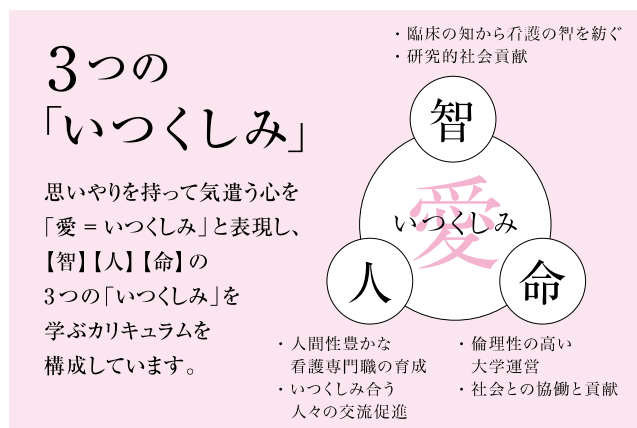 3つの
「いつくしみ」
思いやりを持って気遣う心を
「愛＝いつくしみ」と表現し、
【智】【人】【命】の
3つの「いつくしみ」を
学ぶカリキュラムを
構成しています。
・臨床の知から看護の智を紡ぐ
・研究的社会貢献
智
愛
いつくしみ
人
命
・人間性豊かな
看護専門職の育成
・いつくしみ合う
人々の交流促進
・倫理性の高い
大学運営
・社会との協働と貢献